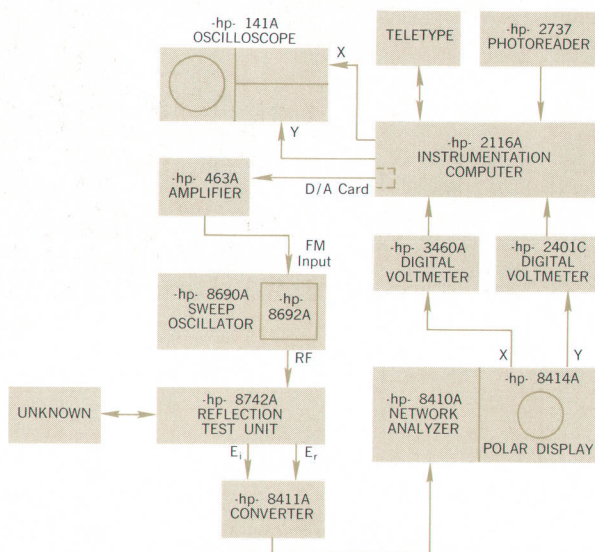 -hp- 141A
OSCILLOSCOPE
X
Y
TELETYPE
-hp- 2737
PHOTOREADER
-hp- 2116A
INSTRUMENTATION
COMPUTER
-hp- 463A
AMPLIFIER
D/A Card
FM
Input
-hp- 3460A
DIGITAL
VOLTMETER
-hp- 2401C
DIGITAL
VOLTMETER
-hp- 8690A
SWEEP
OSCILLATOR
-hp-
8692A
RF
X
Y
UNKNOWN
-hp- 8742A
REFLECTION
TEST UNIT
-hp- 8410A
NETWORK
ANALYZER
-hp- 8414A
POLAR DISPLAY
Ei
Er
-hp- 8411A
CONVERTER